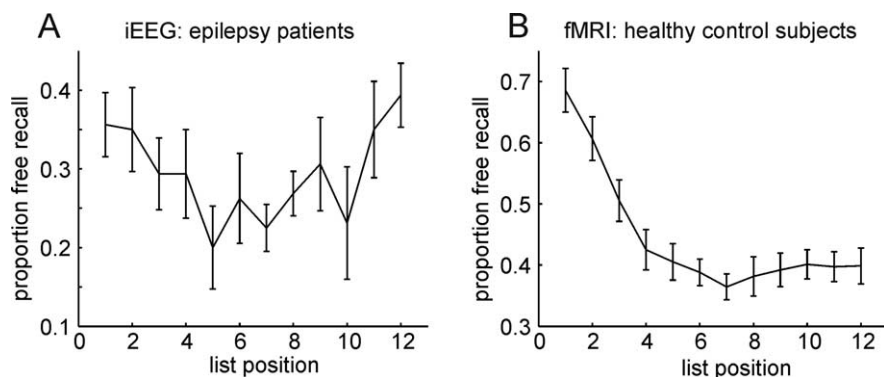 A
iEEG: epilepsy patients
proportion free recall
0.4
0.3
0.2
0.1
0 2 4 6 8 10 12
list position
B
fMRI: healthy control subjects
proportion free recall
0.7
0.6
0.5
0.4
0.3
0 2 4 6 8 10 12
list position